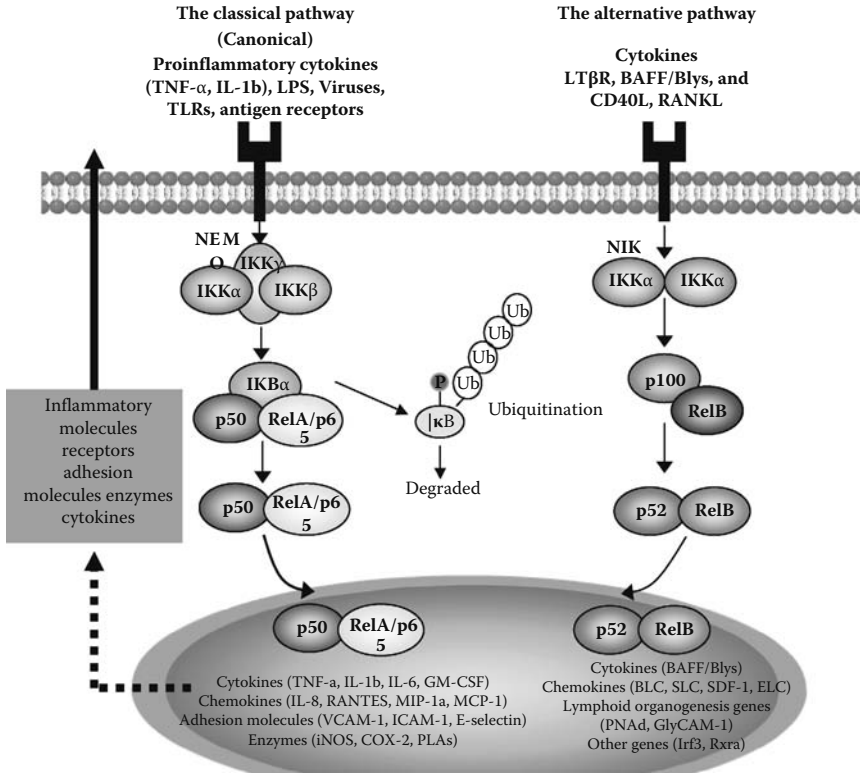 The classical pathway
(Canonical)
Proinflammatory cytokines
(TNF-α, IL-1b), LPS, Viruses,
TLRs, antigen receptors
The alternative pathway
Cytokines
LTβR, BAFF/Blys, and
CD40L, RANKL
NEM
O
IKKγ
IKKα
IKKβ
NIK
IKKα
IKKα
IKBα
p50
RelA/p6
5
P
Ub
Ub
Ub
Ub
|κB
Ubiquitination
Degraded
p100
RelB
Inflammatory
molecules
receptors
adhesion
molecules enzymes
cytokines
p50
RelA/p6
5
p52
RelB
p50
RelA/p6
5
p52
RelB
Cytokines (TNF-a, IL-1b, IL-6, GM-CSF)
Chemokines (IL-8, RANTES, MIP-1a, MCP-1)
Adhesion molecules (VCAM-1, ICAM-1, E-selectin)
Enzymes (iNOS, COX-2, PLAs)
Cytokines (BAFF/Blys)
Chemokines (BLC, SLC, SDF-1, ELC)
Lymphoid organogenesis genes
(PNAd, GlyCAM-1)
Other genes (Irf3, Rxra)